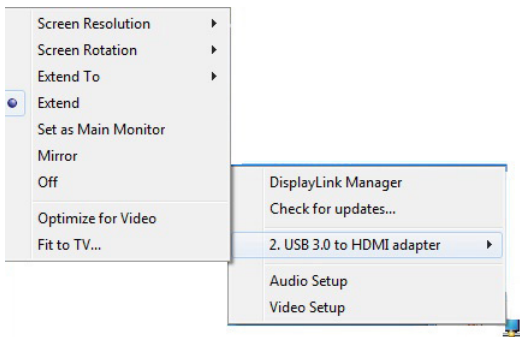 Screen Resolution
Screen Rotation
Extend To
Extend
Set as Main Monitor
Mirror
Off
Optimize for Video
Fit to TV...
DisplayLink Manager
Check for updates...
2. USB 3.0 to HDMI adapter
Audio Setup
Video Setup